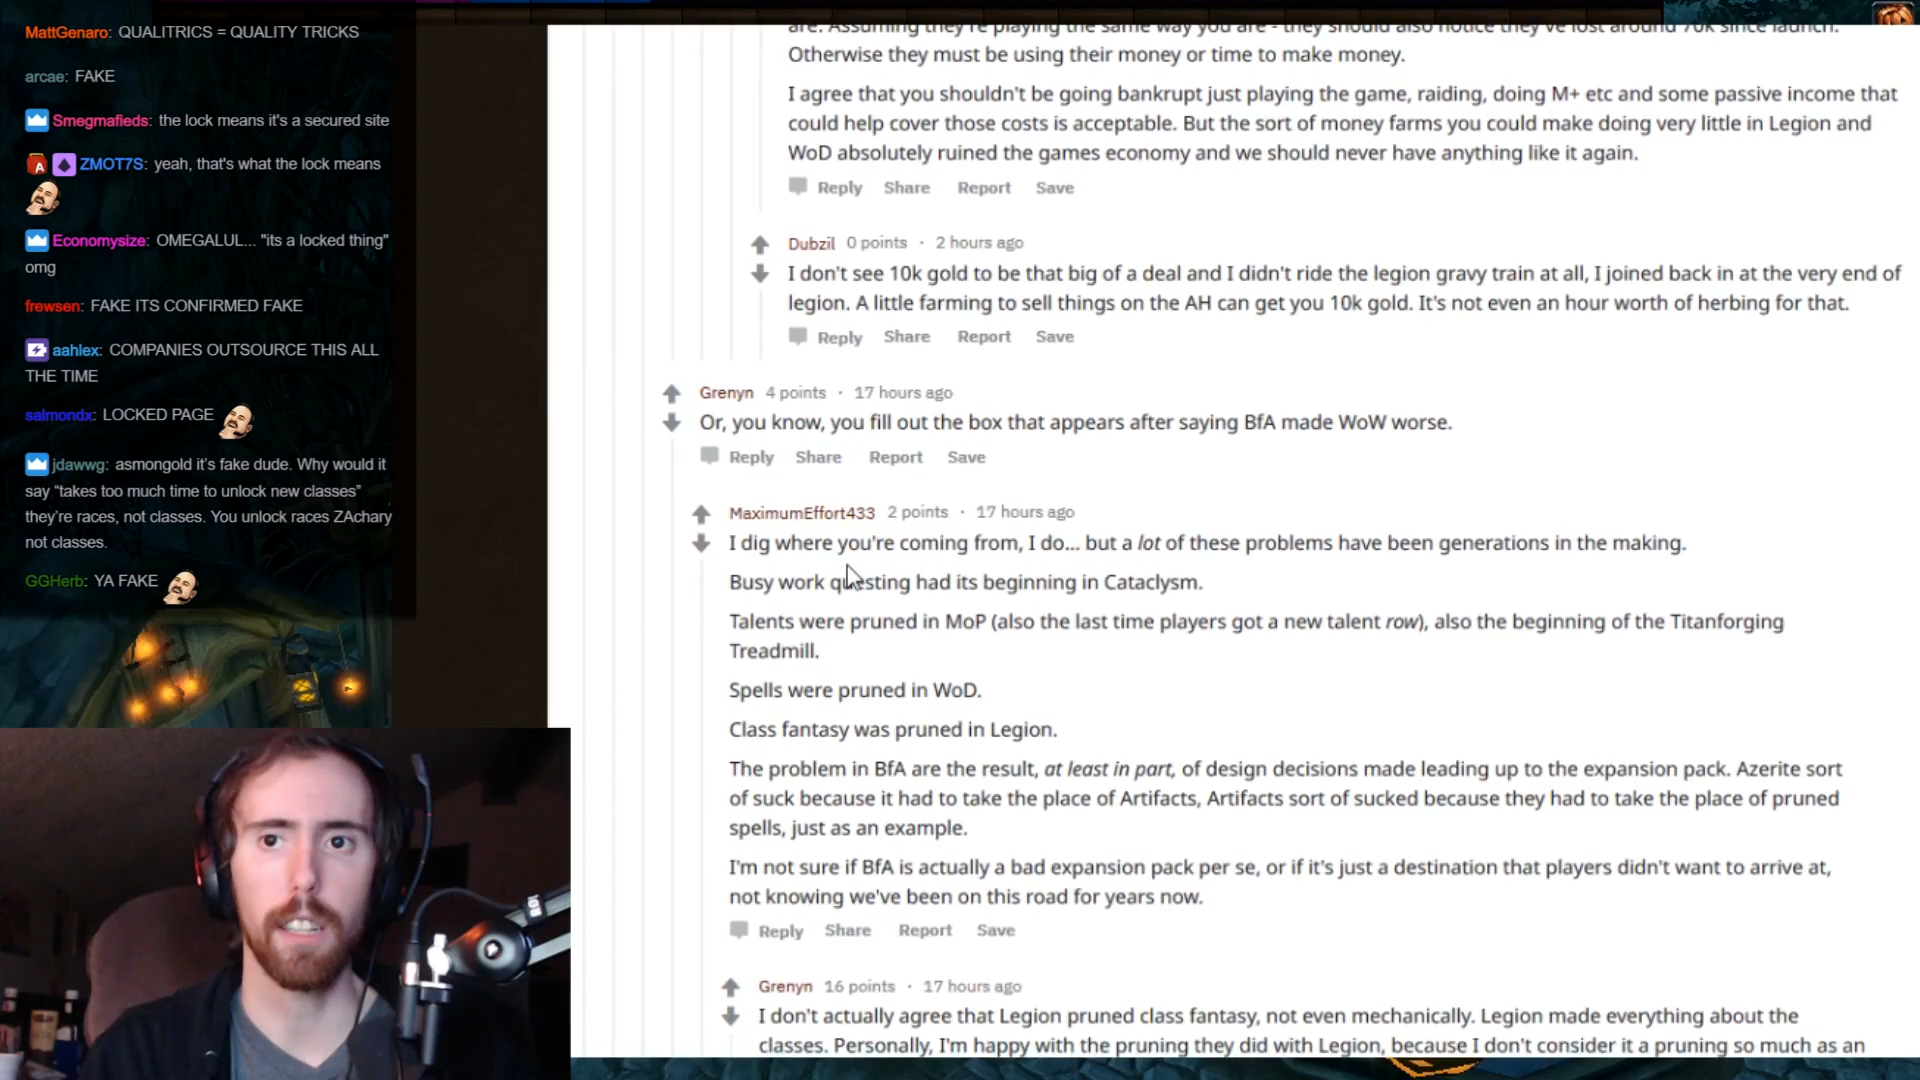 MattGenaro: QUALITRICS = QUALITY TRICKS
arcae: FAKE
Smegmafieds: the lock means it's a secured site
ZMOT7S: yeah, that's what the lock means
Economysize: OMEGALUL... "its a locked thing"
omg
frewsen: FAKE ITS CONFIRMED FAKE
aahlex: COMPANIES OUTSOURCE THIS ALL
THE TIME
salmondx: LOCKED PAGE
jdawwg: asmongold it's fake dude. Why would it
say “takes too much time to unlock new classes”
they're races, not classes. You unlock races ZAchary
not classes.
GGHerb: YA FAKE
are. Assuming they're playing the same way you are - they should also notice they've lost around 70k since launch.
Otherwise they must be using their money or time to make money.
I agree that you shouldn't be going bankrupt just playing the game, raiding, doing M+ etc and some passive income that
could help cover those costs is acceptable. But the sort of money farms you could make doing very little in Legion and
WoD absolutely ruined the games economy and we should never have anything like it again.
Reply Share Report Save
Dubzil 0 points · 2 hours ago
I don't see 10k gold to be that big of a deal and I didn't ride the legion gravy train at all, I joined back in at the very end of
legion. A little farming to sell things on the AH can get you 10k gold. It's not even an hour worth of herbing for that.
Reply Share Report Save
Grenyn 4 points · 17 hours ago
Or, you know, you fill out the box that appears after saying BfA made WoW worse.
Reply Share Report Save
MaximumEffort433 2 points · 17 hours ago
I dig where you're coming from, I do... but a lot of these problems have been generations in the making.
Busy work questing had its beginning in Cataclysm.
Talents were pruned in MoP (also the last time players got a new talent row), also the beginning of the Titanforging
Treadmill.
Spells were pruned in WoD.
Class fantasy was pruned in Legion.
The problem in BfA are the result, at least in part, of design decisions made leading up to the expansion pack. Azerite sort
of suck because it had to take the place of Artifacts, Artifacts sort of sucked because they had to take the place of pruned
spells, just as an example.
I'm not sure if BfA is actually a bad expansion pack per se, or if it's just a destination that players didn't want to arrive at,
not knowing we've been on this road for years now.
Reply Share Report Save
Grenyn 16 points · 17 hours ago
I don't actually agree that Legion pruned class fantasy, not even mechanically. Legion made everything about the
classes. Personally, I'm happy with the pruning they did with Legion, because I don't consider it a pruning so much as an